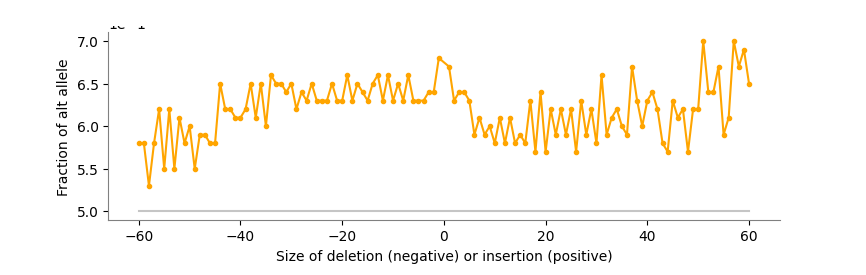 7.0
6.5
6.0
5.5
5.0
Fraction of alt allele
−60 −40 −20 0 20 40 60
Size of deletion (negative) or insertion (positive)